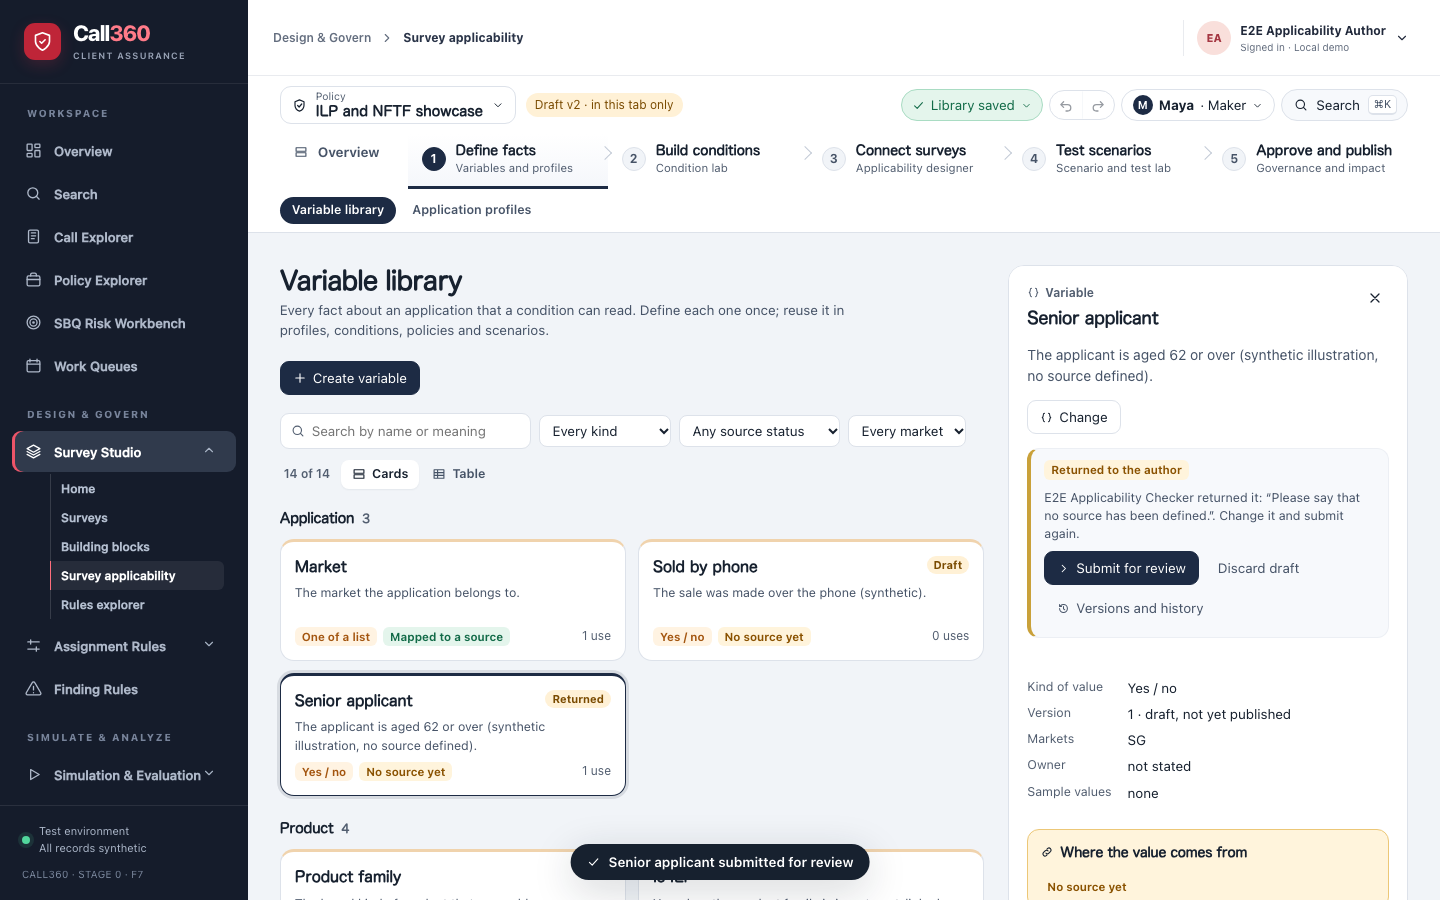 Call360
CLIENT ASSURANCE
WORKSPACE
Overview
Search
Call Explorer
Policy Explorer
SBQ Risk Workbench
Work Queues
DESIGN & GOVERN
Survey Studio
Home
Surveys
Building blocks
Survey applicability
Rules explorer
Assignment Rules
Finding Rules
SIMULATE & ANALYZE
Simulation & Evaluation
Test environment
All records synthetic
CALL360 · STAGE 0 · F7
Design & Govern
Survey applicability
EA
E2E Applicability Author
Signed in · Local demo
Policy
ILP and NFTF showcase
Draft v2 · in this tab only
Library saved
M Maya · Maker
Search ⌘K
Overview
1 Define facts
Variables and profiles
2 Build conditions
Condition lab
3 Connect surveys
Applicability designer
4 Test scenarios
Scenario and test lab
5 Approve and publish
Governance and impact
Variable library
Application profiles
Variable library
Every fact about an application that a condition can read. Define each one once; reuse it in
profiles, conditions, policies and scenarios.
Create variable
Search by name or meaning
Every kind
Any source status
Every market
14 of 14
Cards
Table
Application 3
Market
The market the application belongs to.
One of a list
Mapped to a source
1 use
Sold by phone
Draft
The sale was made over the phone (synthetic).
Yes / no
No source yet
0 uses
Senior applicant
Returned
The applicant is aged 62 or over (synthetic
illustration, no source defined).
Yes / no
No source yet
1 use
Product 4
Product family
Senior applicant submitted for review
Variable
Senior applicant
The applicant is aged 62 or over (synthetic illustration,
no source defined).
Change
Returned to the author
E2E Applicability Checker returned it: “Please say that
no source has been defined.”. Change it and submit
again.
Submit for review
Discard draft
Versions and history
Kind of value
Yes / no
Version
1 · draft, not yet published
Markets
SG
Owner
not stated
Sample values
none
Where the value comes from
No source yet